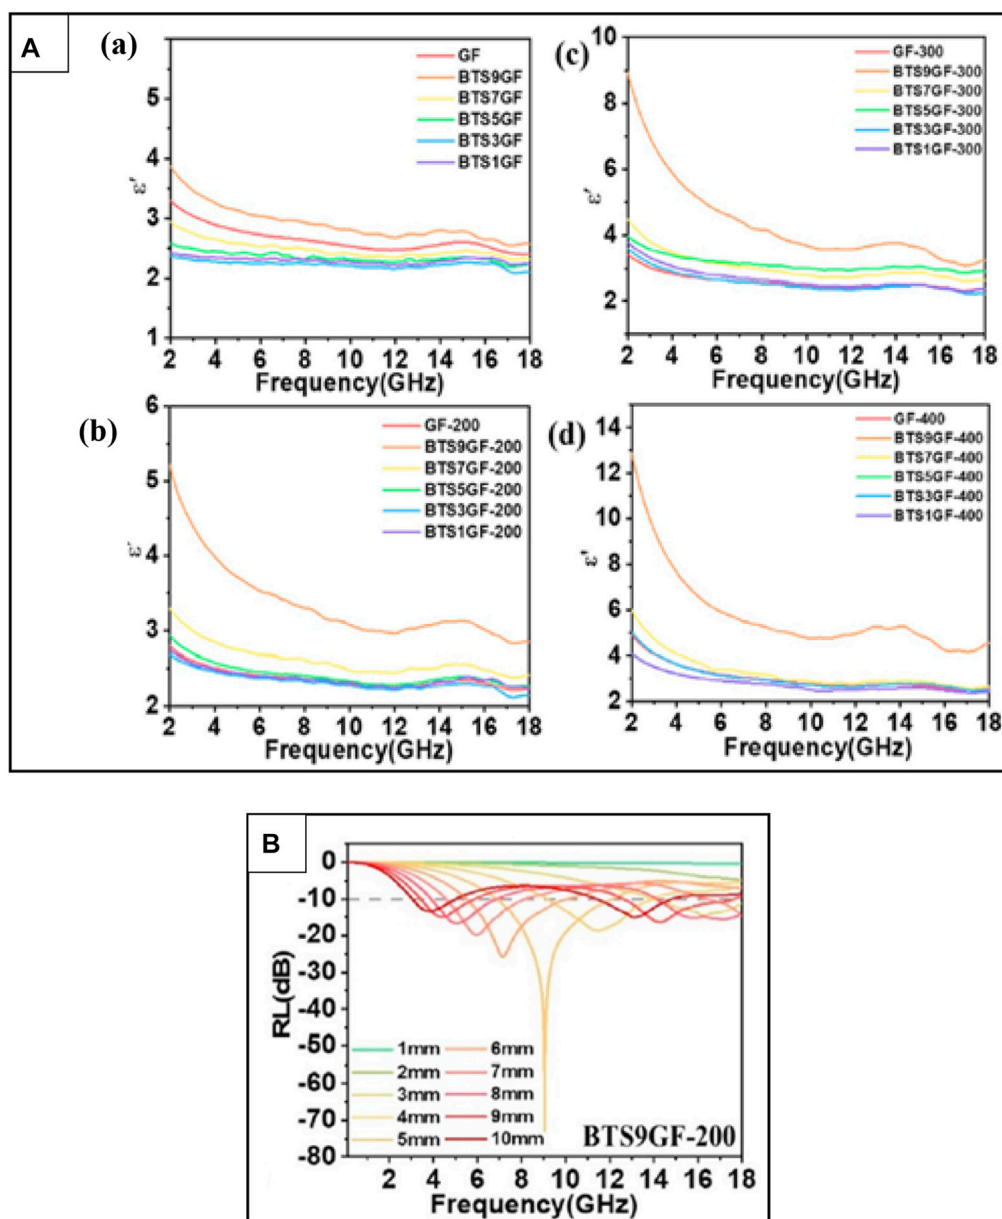 A
(a)
GF
BTS9GF
BTS7GF
BTS5GF
BTS3GF
BTS1GF
6
5
4
3
2
1
ε'
2 4 6 8 10 12 14 16 18
Frequency(GHz)
(c)
GF-300
BTS9GF-300
BTS7GF-300
BTS5GF-300
BTS3GF-300
BTS1GF-300
10
8
6
4
2
ε'
2 4 6 8 10 12 14 16 18
Frequency(GHz)
(b)
GF-200
BTS9GF-200
BTS7GF-200
BTS5GF-200
BTS3GF-200
BTS1GF-200
6
5
4
3
2
ε'
2 4 6 8 10 12 14 16 18
Frequency(GHz)
(d)
GF-400
BTS9GF-400
BTS7GF-400
BTS5GF-400
BTS3GF-400
BTS1GF-400
14
12
10
8
6
4
2
ε'
2 4 6 8 10 12 14 16 18
Frequency(GHz)
B
0
-10
-20
-30
-40
-50
-60
-70
-80
RL(dB)
1mm 6mm
2mm 7mm
3mm 8mm
4mm 9mm
5mm 10mm
BTS9GF-200
2 4 6 8 10 12 14 16 18
Frequency(GHz)